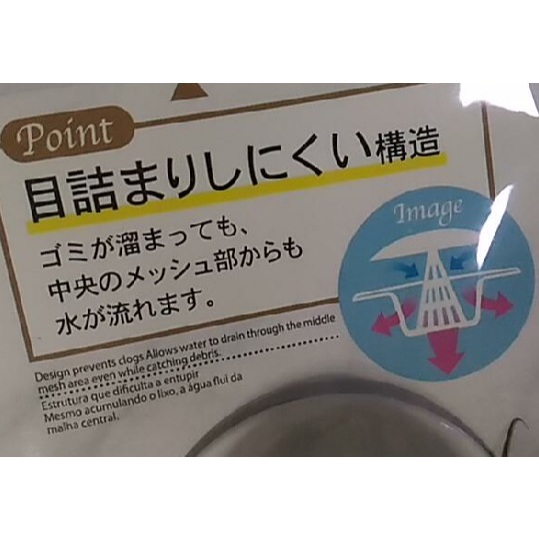 Point
目詰まりしにくい構造
ゴミが溜まっても、
中央のメッシュ部からも
水が流れます。
Image
Design prevents clogs Allows water to drain through the middle
mesh area even while catching debris.
Estrutura que dificulta a entupir
Mesmo acumulando o lixo, a água flui da
malha central.